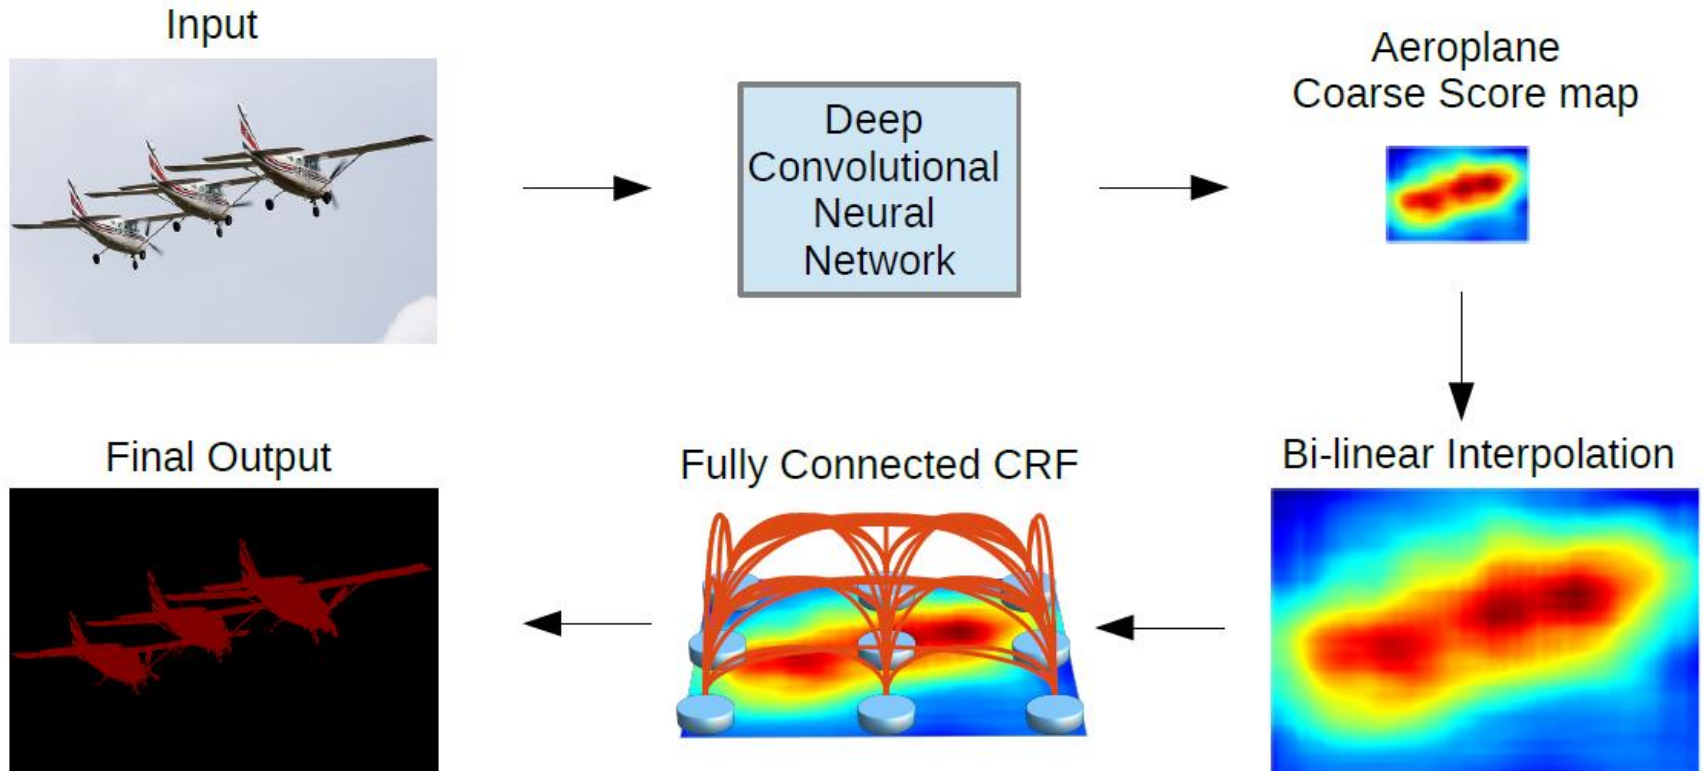 Input
Deep
Convolutional
Neural
Network
Aeroplane
Coarse Score map
Final Output
Fully Connected CRF
Bi-linear Interpolation